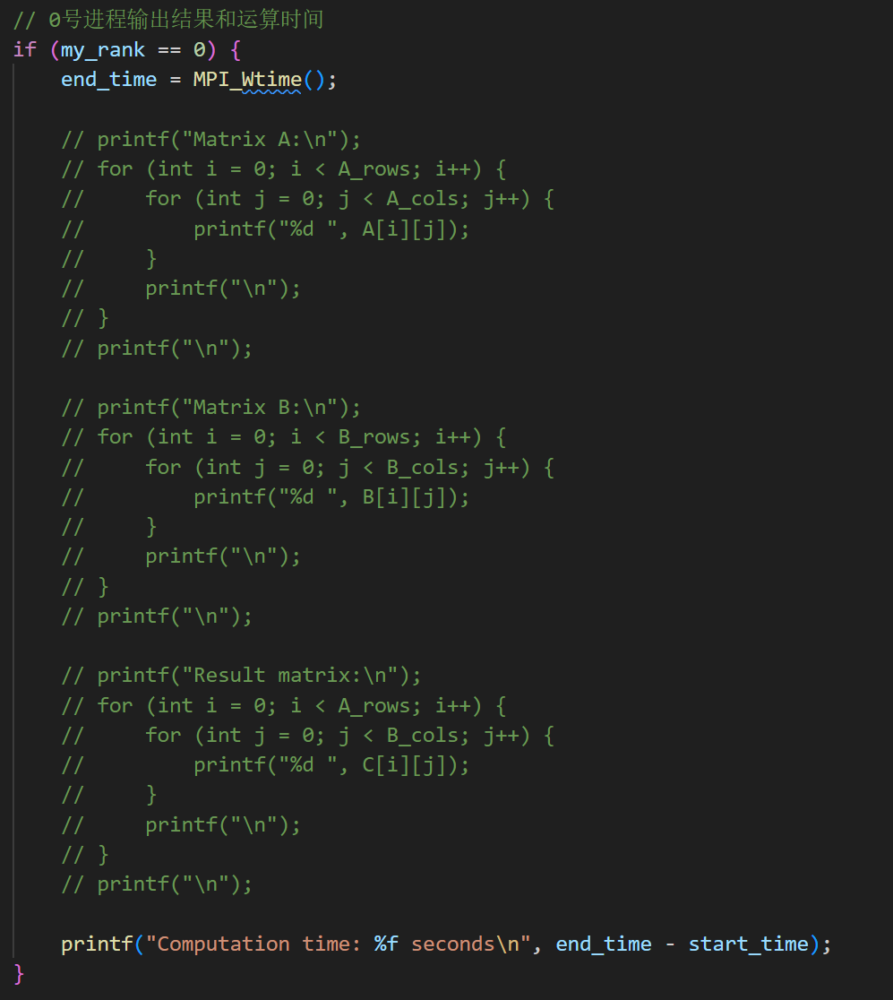 // 0号进程输出结果和运算时间
if (my_rank == 0) {
    end_time = MPI_Wtime();

    // printf("Matrix A:\n");
    // for (int i = 0; i < A_rows; i++) {
    //     for (int j = 0; j < A_cols; j++) {
    //         printf("%d ", A[i][j]);
    //     }
    //     printf("\n");
    // }
    // printf("\n");

    // printf("Matrix B:\n");
    // for (int i = 0; i < B_rows; i++) {
    //     for (int j = 0; j < B_cols; j++) {
    //         printf("%d ", B[i][j]);
    //     }
    //     printf("\n");
    // }
    // printf("\n");

    // printf("Result matrix:\n");
    // for (int i = 0; i < A_rows; i++) {
    //     for (int j = 0; j < B_cols; j++) {
    //         printf("%d ", C[i][j]);
    //     }
    //     printf("\n");
    // }
    // printf("\n");

    printf("Computation time: %f seconds\n", end_time - start_time);
}